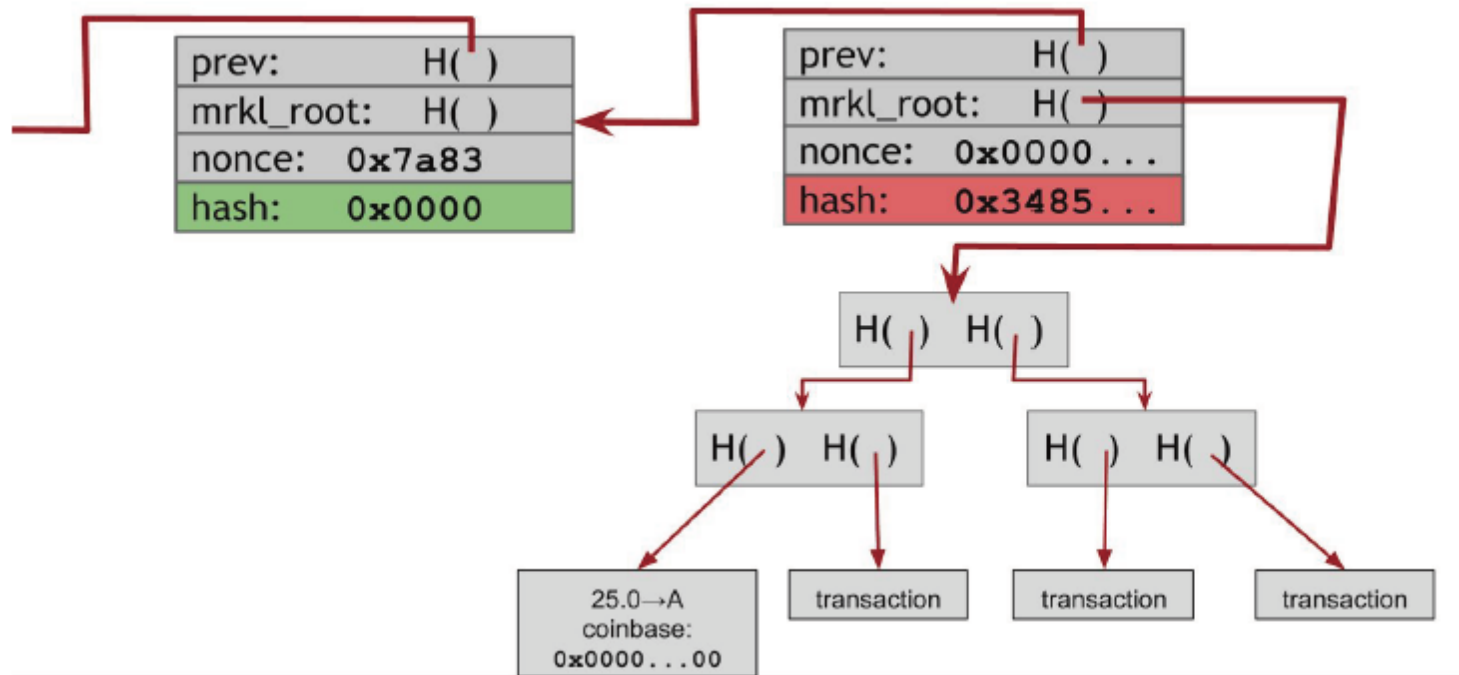 prev: H( )
mrkl_root: H( )
nonce: 0x7a83
hash: 0x0000
prev: H( )
mrkl_root: H( )
nonce: 0x0000...
hash: 0x3485...
H( ) H( )
H( ) H( )
H( ) H( )
25.0→A
coinbase:
0x0000...00
transaction
transaction
transaction